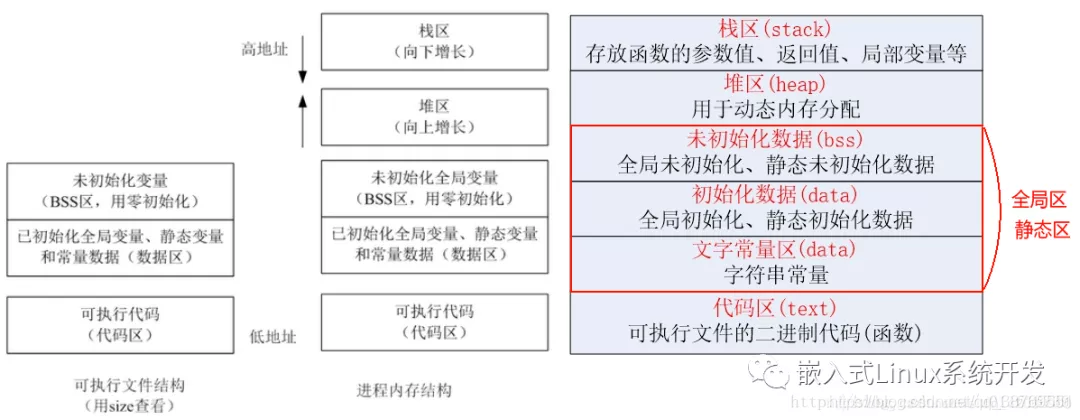 高地址
栈区
(向下增长)
堆区
(向上增长)
未初始化变量
(BSS区，用零初始化)
已初始化全局变量、静态变量
和常量数据（数据区）
可执行代码
（代码区）
可执行文件结构
（用size查看）
未初始化全局变量
（BSS区，用零初始化）
已初始化全局变量、静态变量
和常量数据（数据区）
可执行代码
（代码区）
低地址
进程内存结构
栈区(stack)
存放函数的参数值、返回值、局部变量等
堆区(heap)
用于动态内存分配
未初始化数据(bss)
全局未初始化、静态未初始化数据
初始化数据(data)
全局初始化、静态初始化数据
文字常量区(data)
字符串常量
代码区(text)
可执行文件的二进制代码(函数)
全局区
静态区
嵌入式Linux系统开发